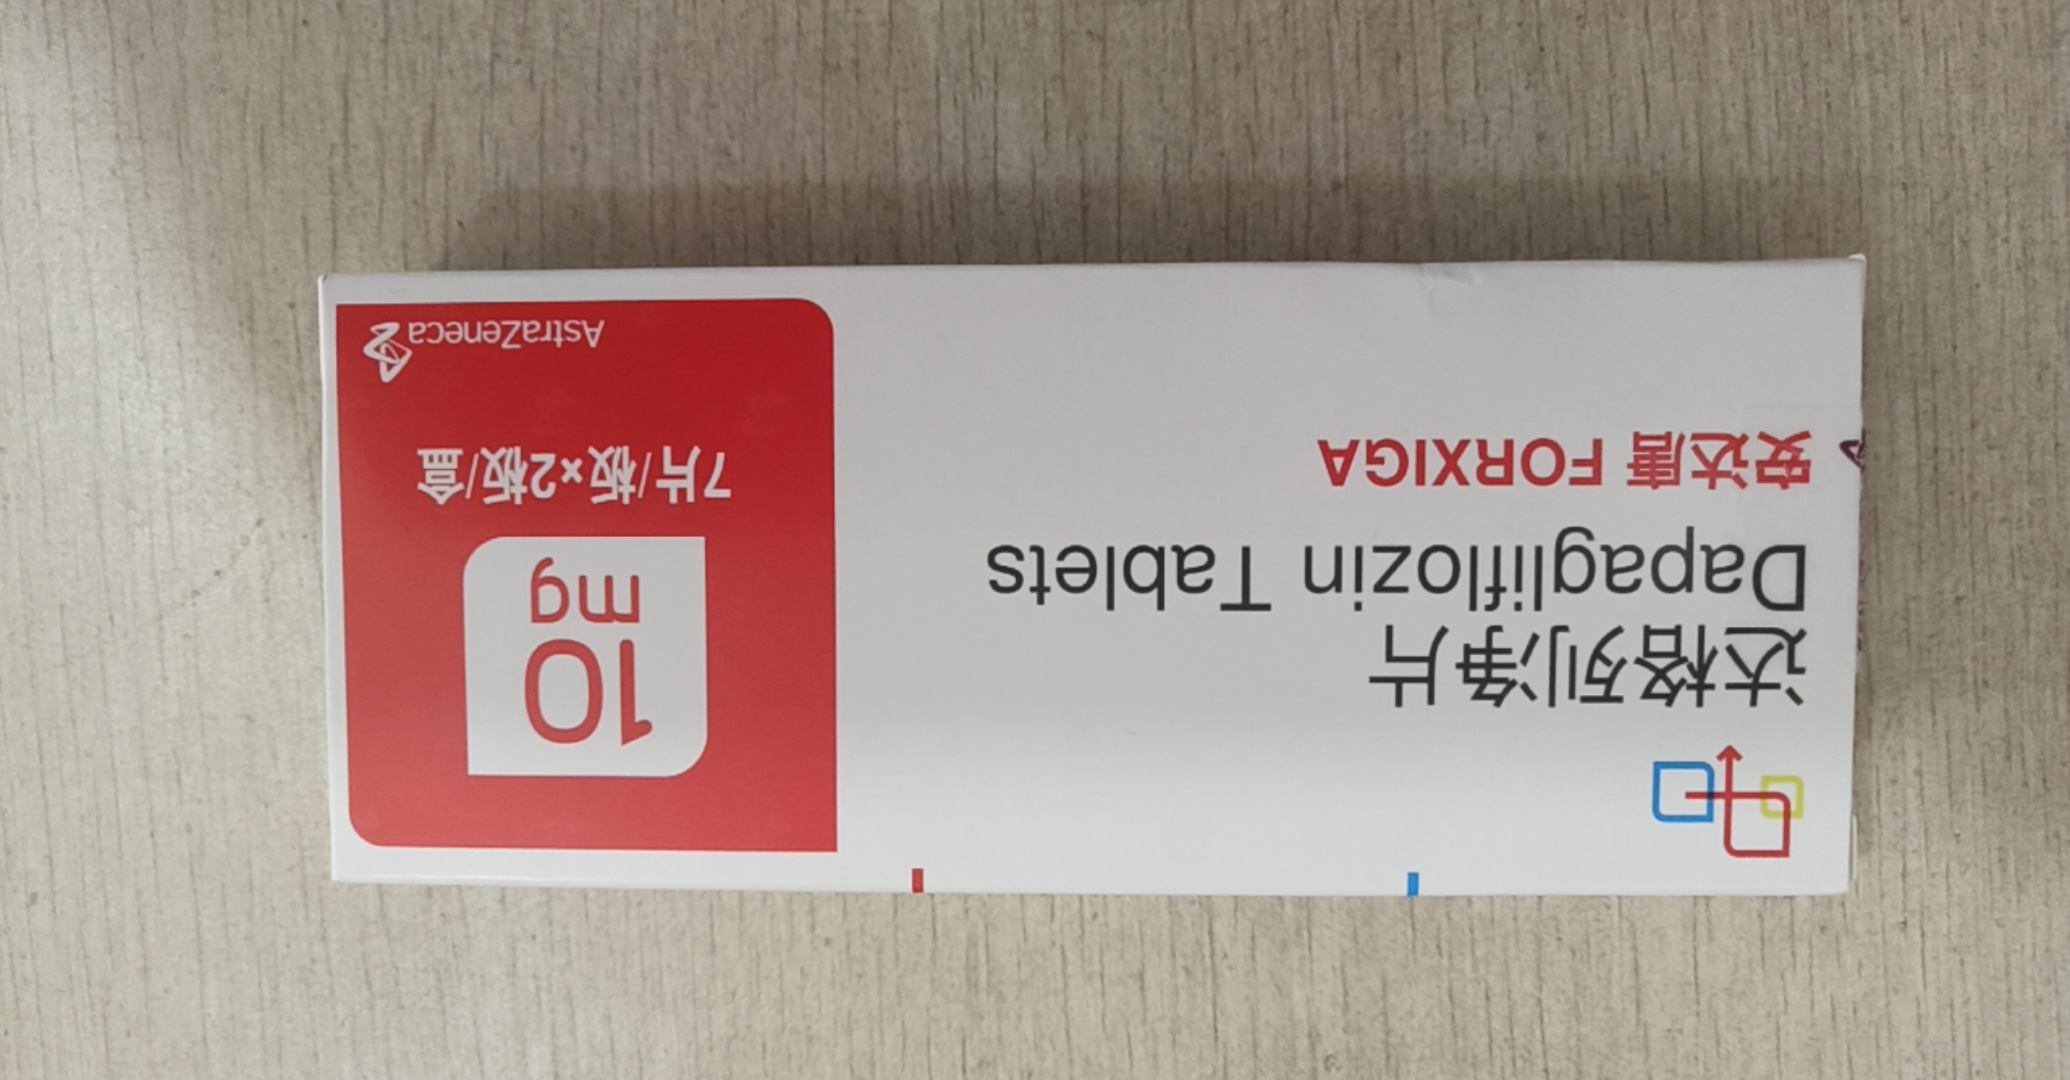 达格列净片
Dapagliflozin Tablets
安达唐 FORXIGA
10
mg
7片/板×2板/盒
AstraZeneca